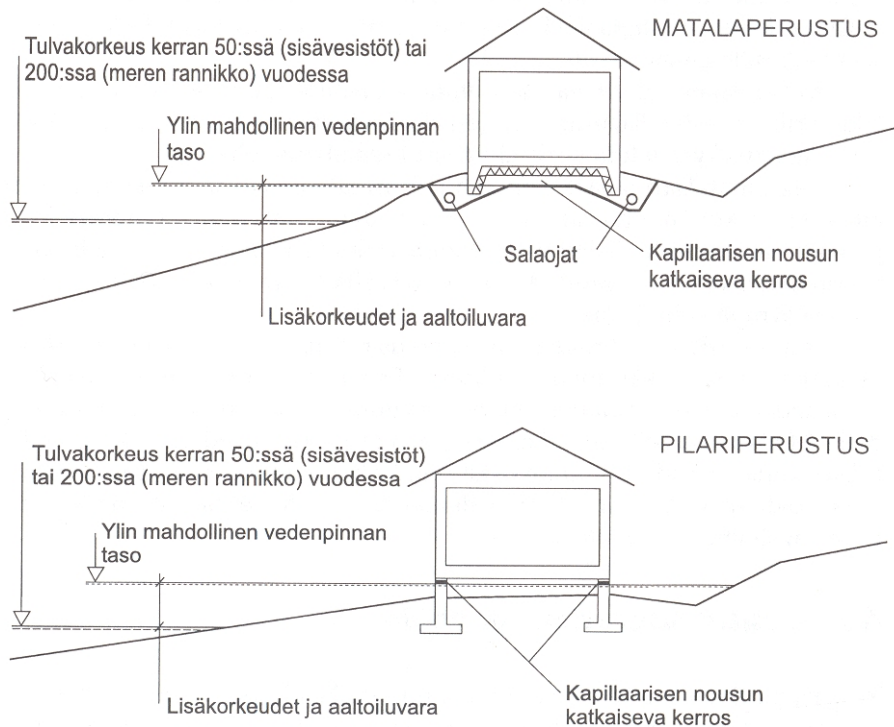 MATALAPERUSTUS
Tulvakorkeus kerran 50:ssä (sisävesistöt) tai
200:ssa (meren rannikko) vuodessa
Ylin mahdollinen vedenpinnan
taso
Salaojat
Kapillaarisen nousun
katkaiseva kerros
Lisäkorkeudet ja aaltoiluvara
PILARIPERUSTUS
Tulvakorkeus kerran 50:ssä (sisävesistöt)
tai 200:ssa (meren rannikko) vuodessa
Ylin mahdollinen vedenpinnan
taso
Lisäkorkeudet ja aaltoiluvara
Kapillaarisen nousun
katkaiseva kerros